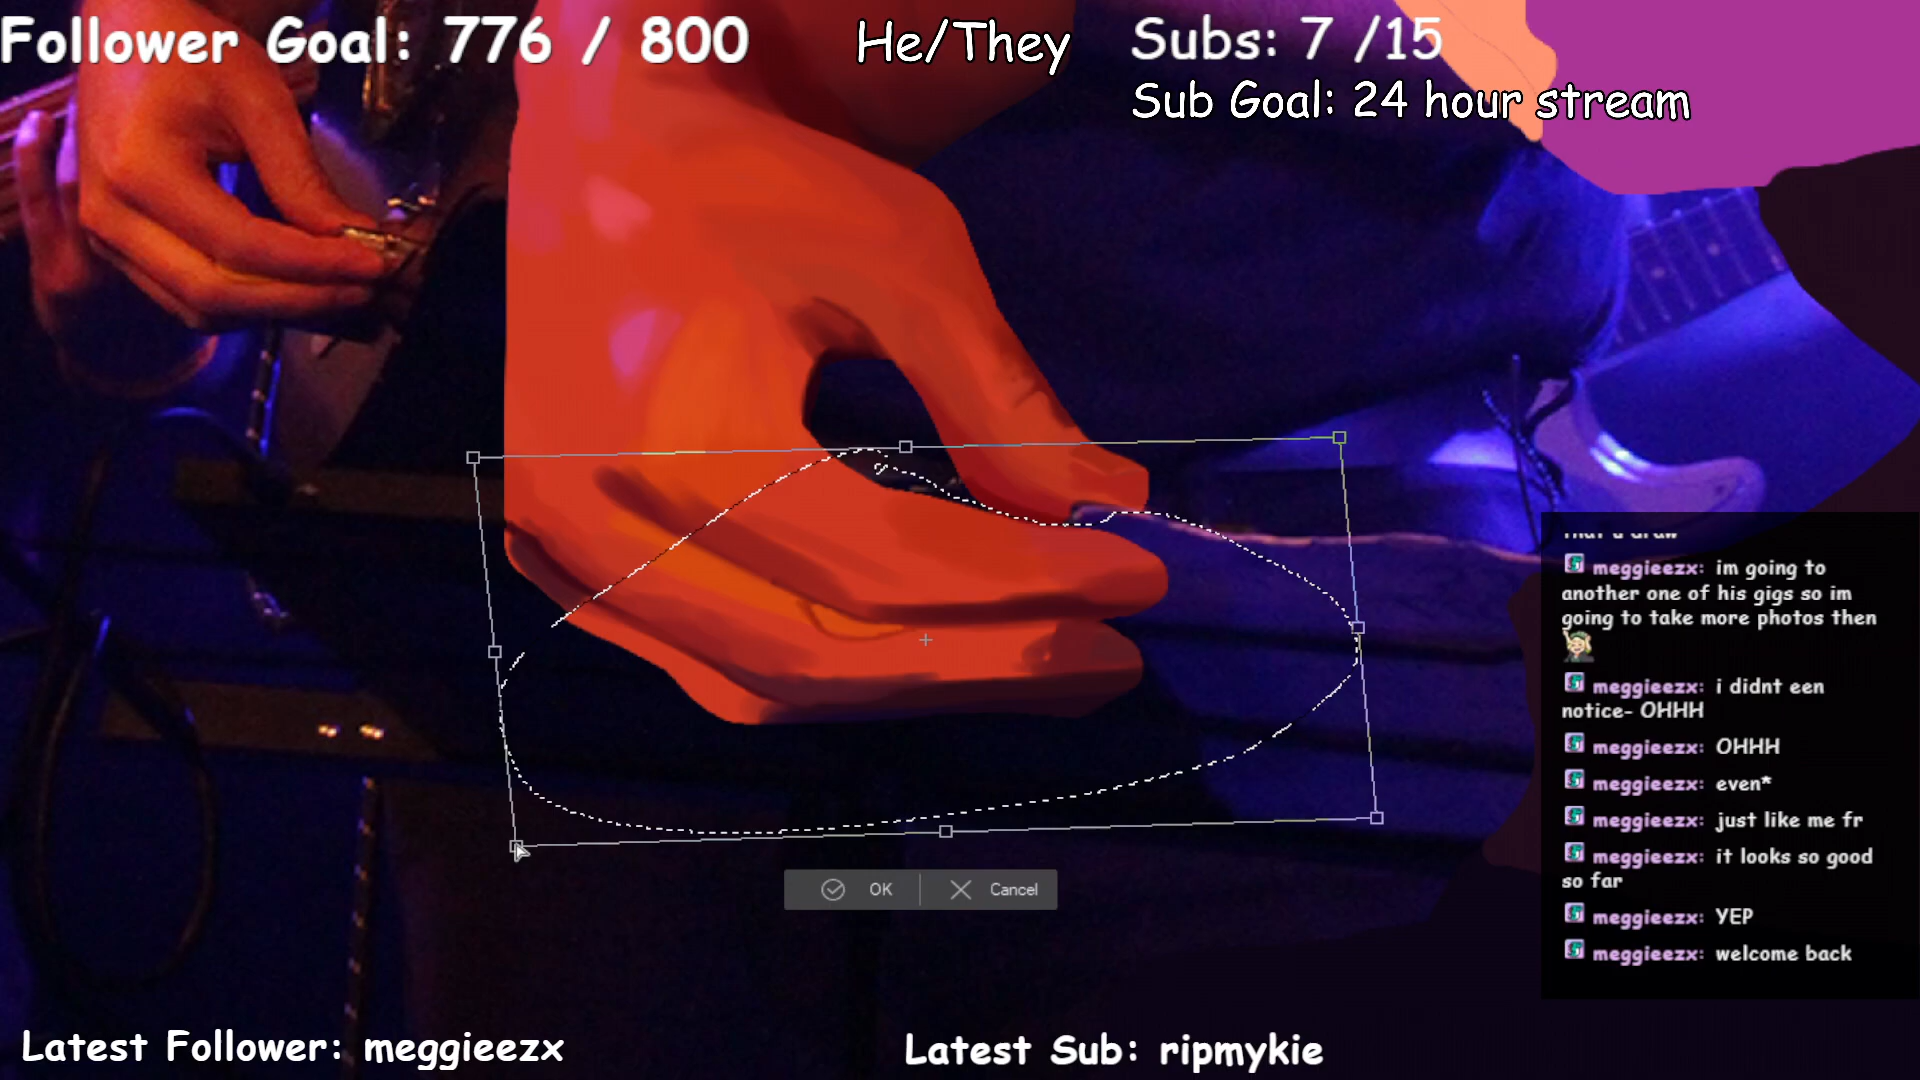 Follower Goal: 776 / 800
He/They
Subs: 7 /15
Sub Goal: 24 hour stream
meggieezx: im going to
another one of his gigs so im
going to take more photos then
meggieezx: i didnt een
notice- OHHH
meggieezx: OHHH
meggieezx: even*
meggieezx: just like me fr
meggieezx: it looks so good
so far
meggieezx: YEP
meggieezx: welcome back
OK
Cancel
Latest Follower: meggieezx
Latest Sub: ripmykie